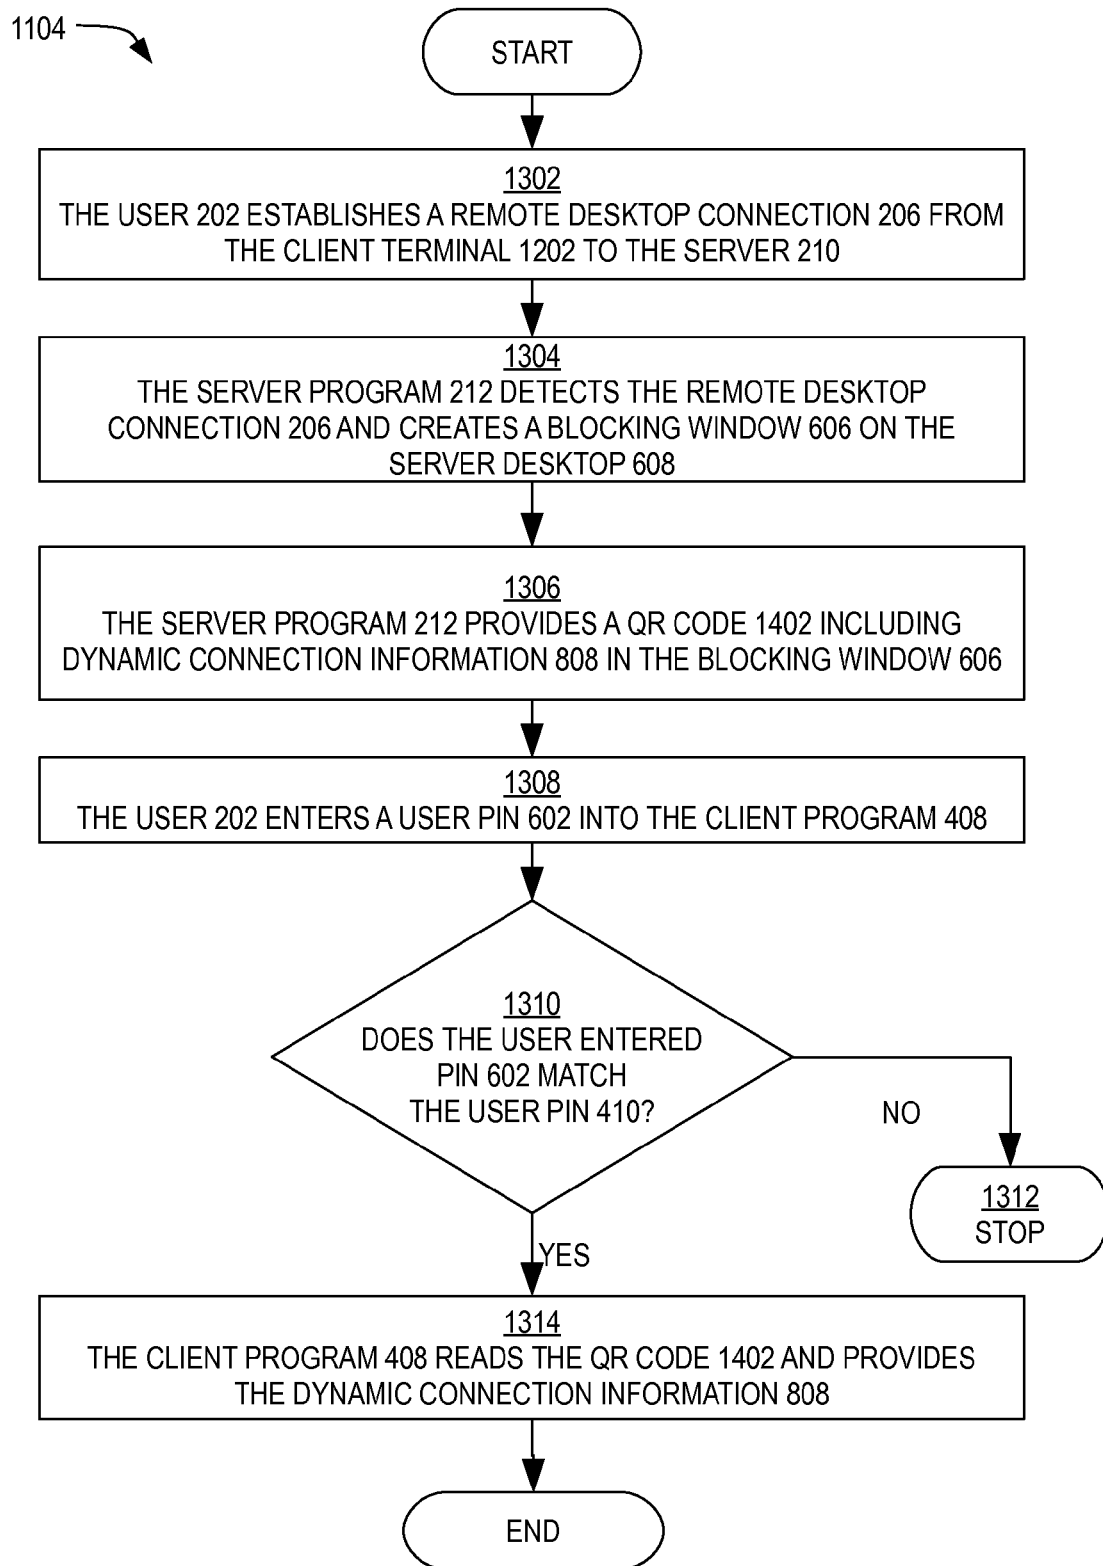 1104
START
1302
THE USER 202 ESTABLISHES A REMOTE DESKTOP CONNECTION 206 FROM
THE CLIENT TERMINAL 1202 TO THE SERVER 210
1304
THE SERVER PROGRAM 212 DETECTS THE REMOTE DESKTOP
CONNECTION 206 AND CREATES A BLOCKING WINDOW 606 ON THE
SERVER DESKTOP 608
1306
THE SERVER PROGRAM 212 PROVIDES A QR CODE 1402 INCLUDING
DYNAMIC CONNECTION INFORMATION 808 IN THE BLOCKING WINDOW 606
1308
THE USER 202 ENTERS A USER PIN 602 INTO THE CLIENT PROGRAM 408
1310
DOES THE USER ENTERED
PIN 602 MATCH
THE USER PIN 410?
NO
1312
STOP
YES
1314
THE CLIENT PROGRAM 408 READS THE QR CODE 1402 AND PROVIDES
THE DYNAMIC CONNECTION INFORMATION 808
END